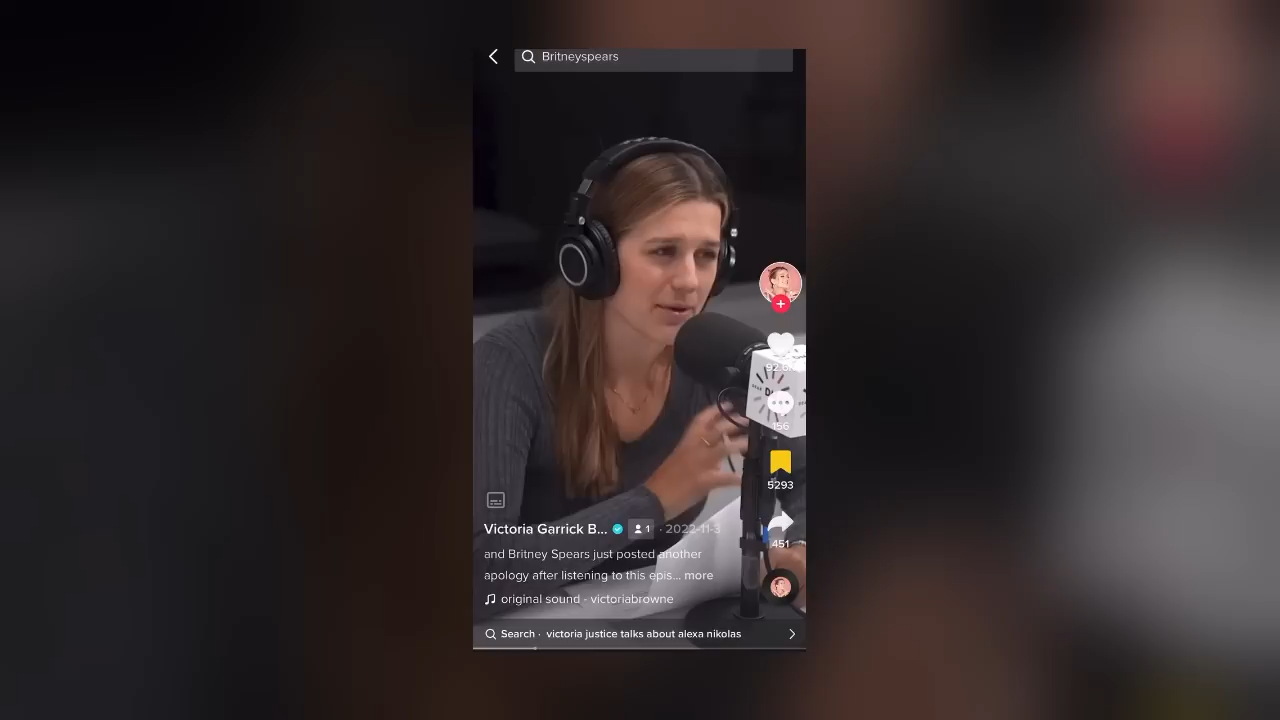 Britneyspears
156
5293
451
Victoria Garrick B... 1 · 2022-11-3
and Britney Spears just posted another
apology after listening to this epis... more
original sound - victoriabrowne
Search · victoria justice talks about alexa nikolas